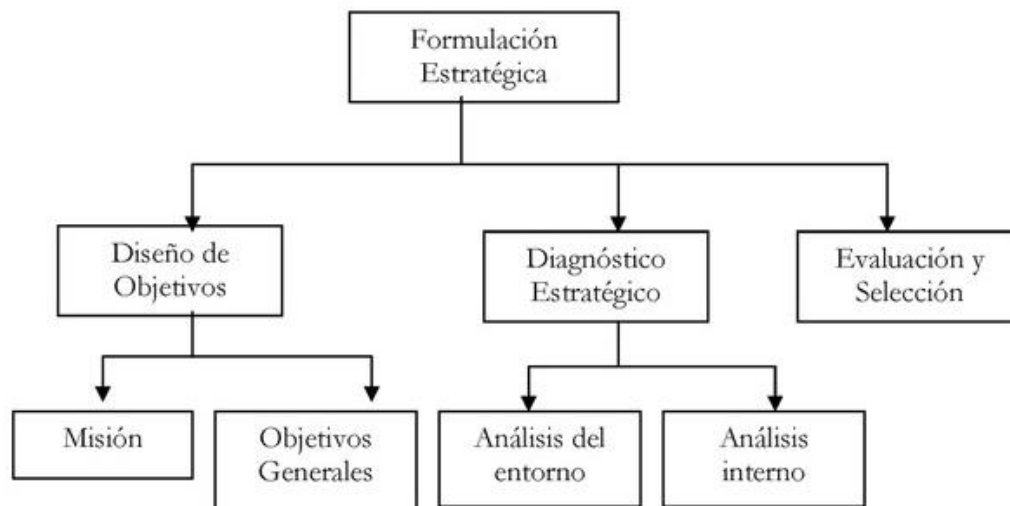 Formulación
Estratégica
Diseño de
Objetivos
Diagnóstico
Estratégico
Evaluación y
Selección
Misión
Objetivos
Generales
Análisis del
entorno
Análisis
interno